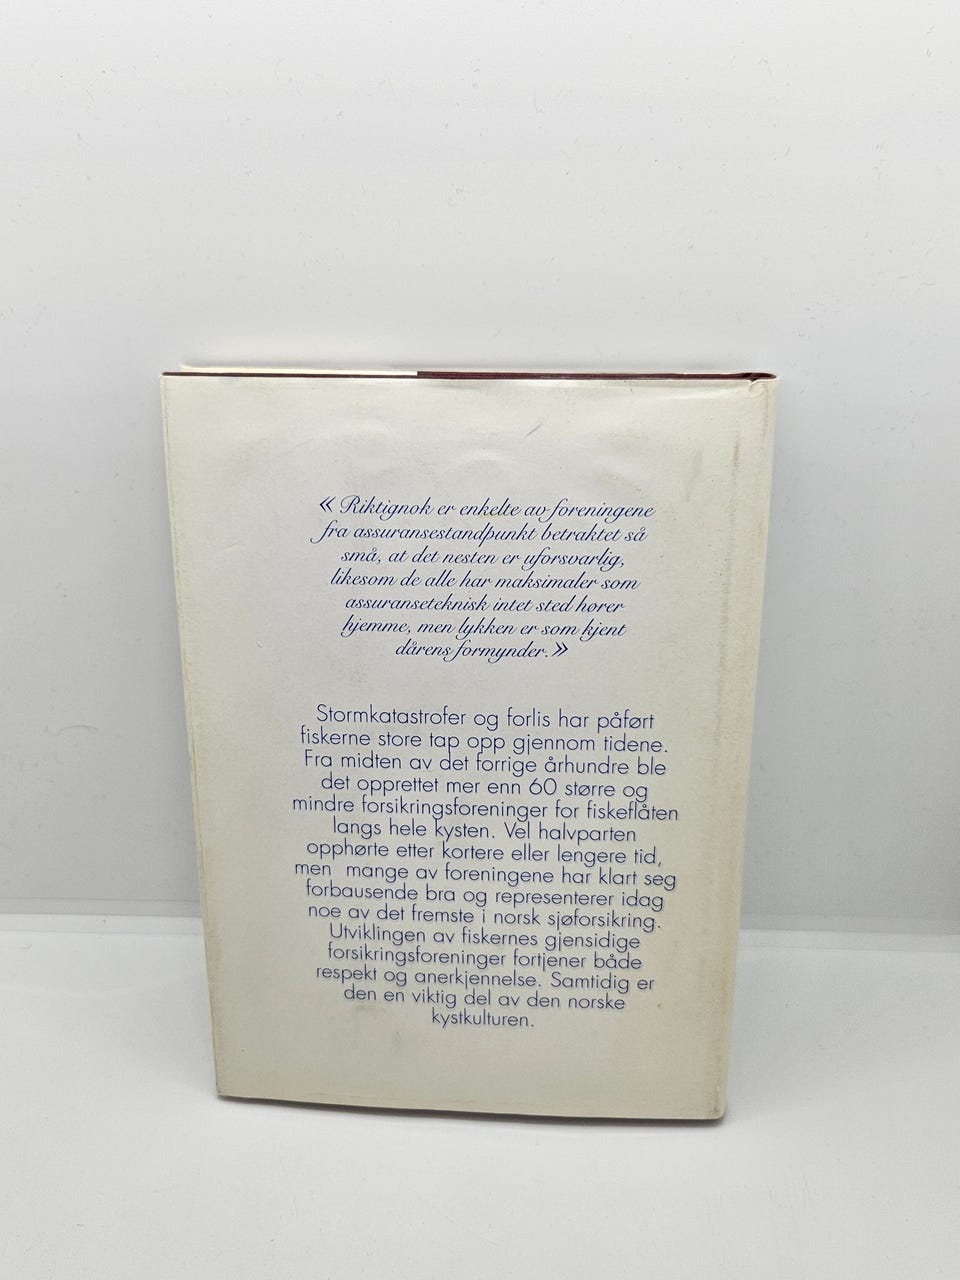 « Riktignok er enkelte av foreningene
fra assuransestandpunkt betraktet så
små, at det nesten er uforsvarlig,
likesom de alle har maksimaler som
assuranseteknisk intet sted hører
hjemme, men lykken er som kjent
dårens formynder.»
Stormkatastrofer og forlis har påført
fiskerne store tap opp gjennom tidene.
Fra midten av det forrige århundre ble
det opprettet mer enn 60 større og
mindre forsikringsforeninger for fiskeflåten
langs hele kysten. Vel halvparten
opphørte etter kortere eller lengere tid,
men mange av foreningene har klart seg
forbausende bra og representerer idag
noe av det fremste i norsk sjøforsikring.
Utviklingen av fiskernes gjensidige
forsikringsforeninger fortjener både
respekt og anerkjennelse. Samtidig er
den en viktig del av den norske
kystkulturen.